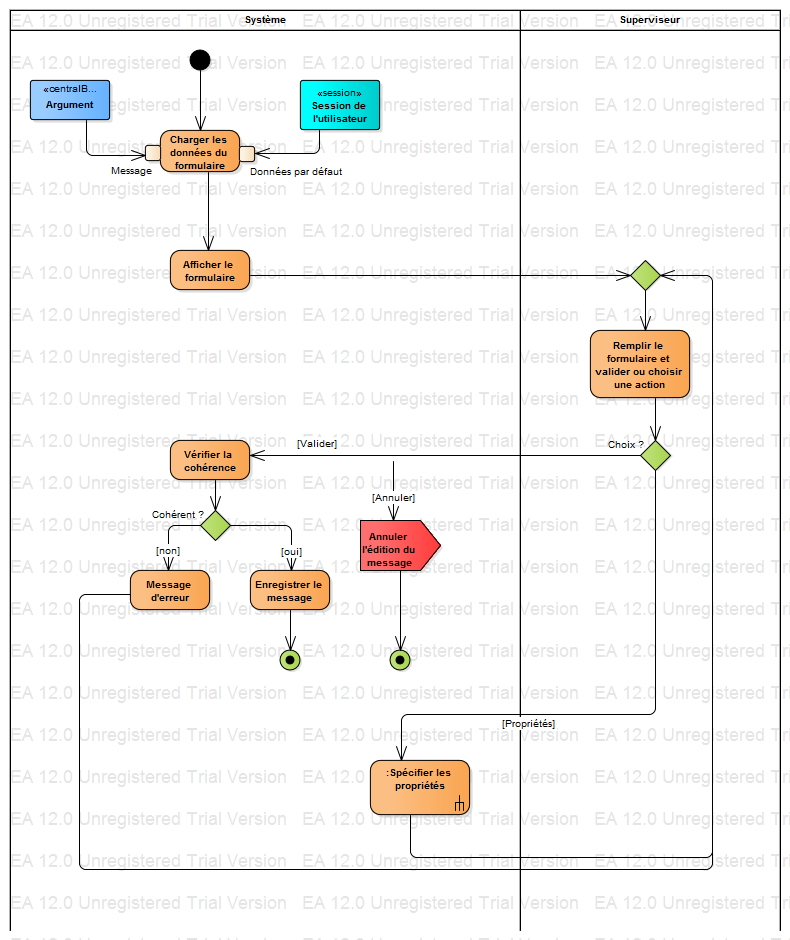 Système
Superviseur
EA 12.0 Unregistered Trial Version
«centralB...
Argument
«session»
Session de
l'utilisateur
Charger les
données du
formulaire
Message
Données par défaut
Afficher le
formulaire
Remplir le
formulaire et
valider ou choisir
une action
Choix ?
[Valider]
Vérifier la
cohérence
[Annuler]
Cohérent ?
Annuler
l'édition du
message
[non]
[oui]
Message
d'erreur
Enregistrer le
message
[Propriétés]
:Spécifier les
propriétés